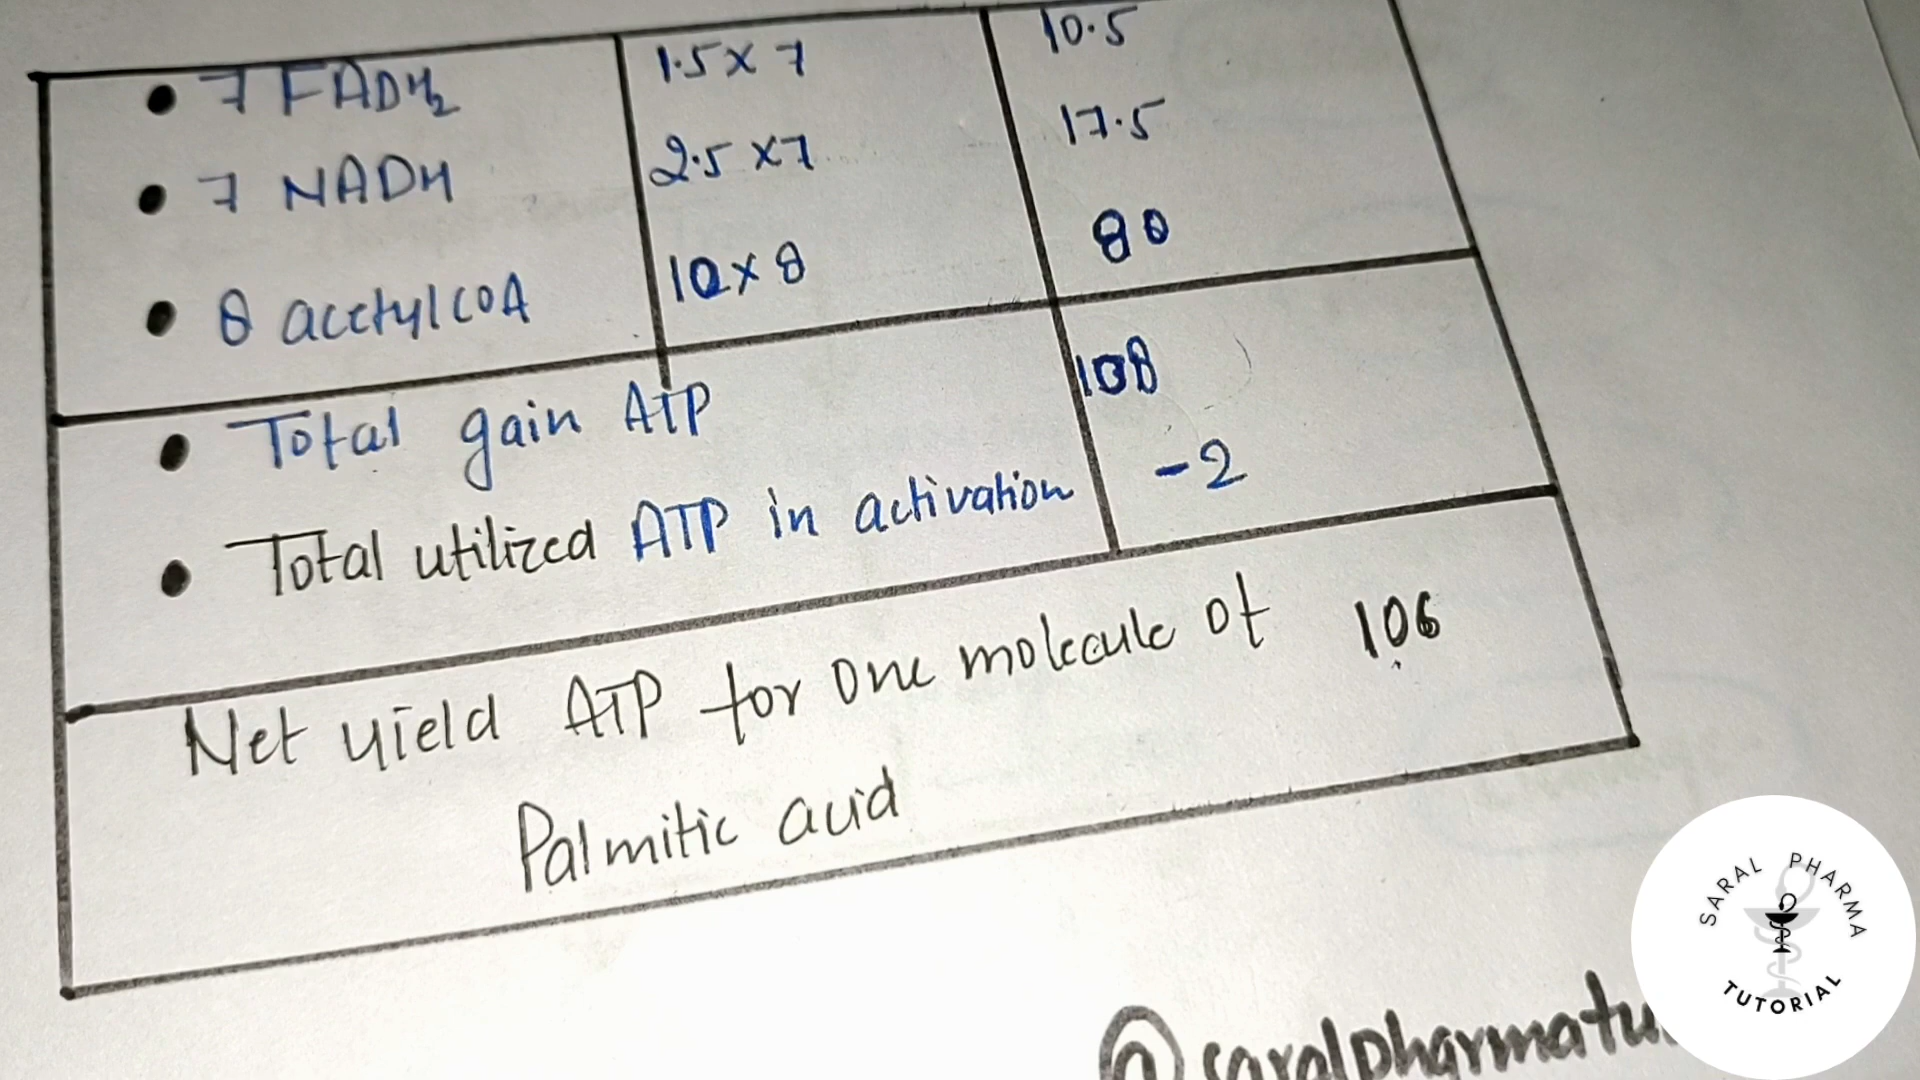 • 7 FADH2 1.5 x 7 10.5
• 7 NADH 2.5 x 7 17.5
• 8 acetylcoA 10 x 8 80
• Total gain ATP 108
• Total utilized ATP in activation -2
Net yield ATP for one molecule of 106
Palmitic acid
@saralpharmatu
SARAL PHARMA
TUTORIAL